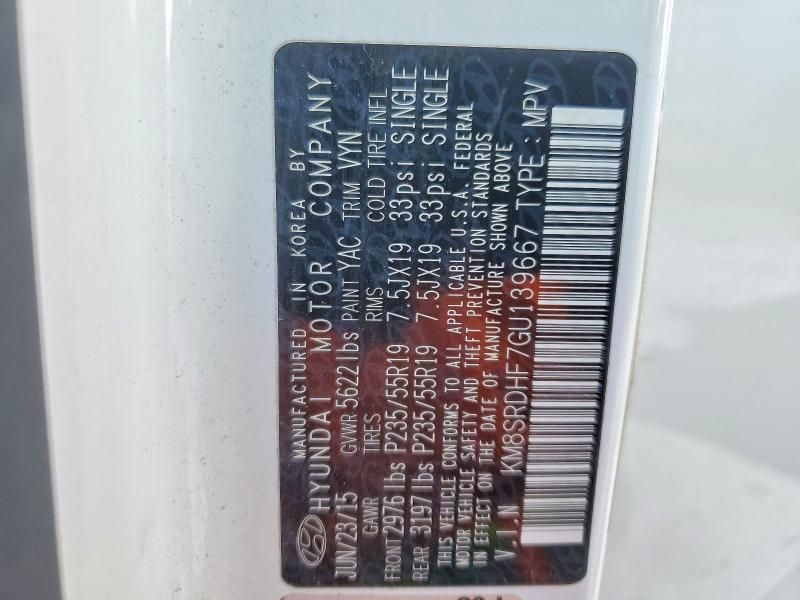 MANUFACTURED IN KOREA BY
HYUNDAI MOTOR COMPANY
JUN/23/15 GVWR 5622lbs PAINT YAC TRIM VYN
GAWR TIRES RIMS COLD TIRE INFL
FRONT 2976lbs P235/55R19 7.5JX19 33psi SINGLE
REAR 3197lbs P235/55R19 7.5JX19 33psi SINGLE
THIS VEHICLE CONFORMS TO ALL APPLICABLE U.S.A. FEDERAL
MOTOR VEHICLE SAFETY AND THEFT PREVENTION STANDARDS
IN EFFECT ON THE DATE OF MANUFACTURE SHOWN ABOVE
V.I.N KM8SRDHF7GU139667 TYPE : MPV